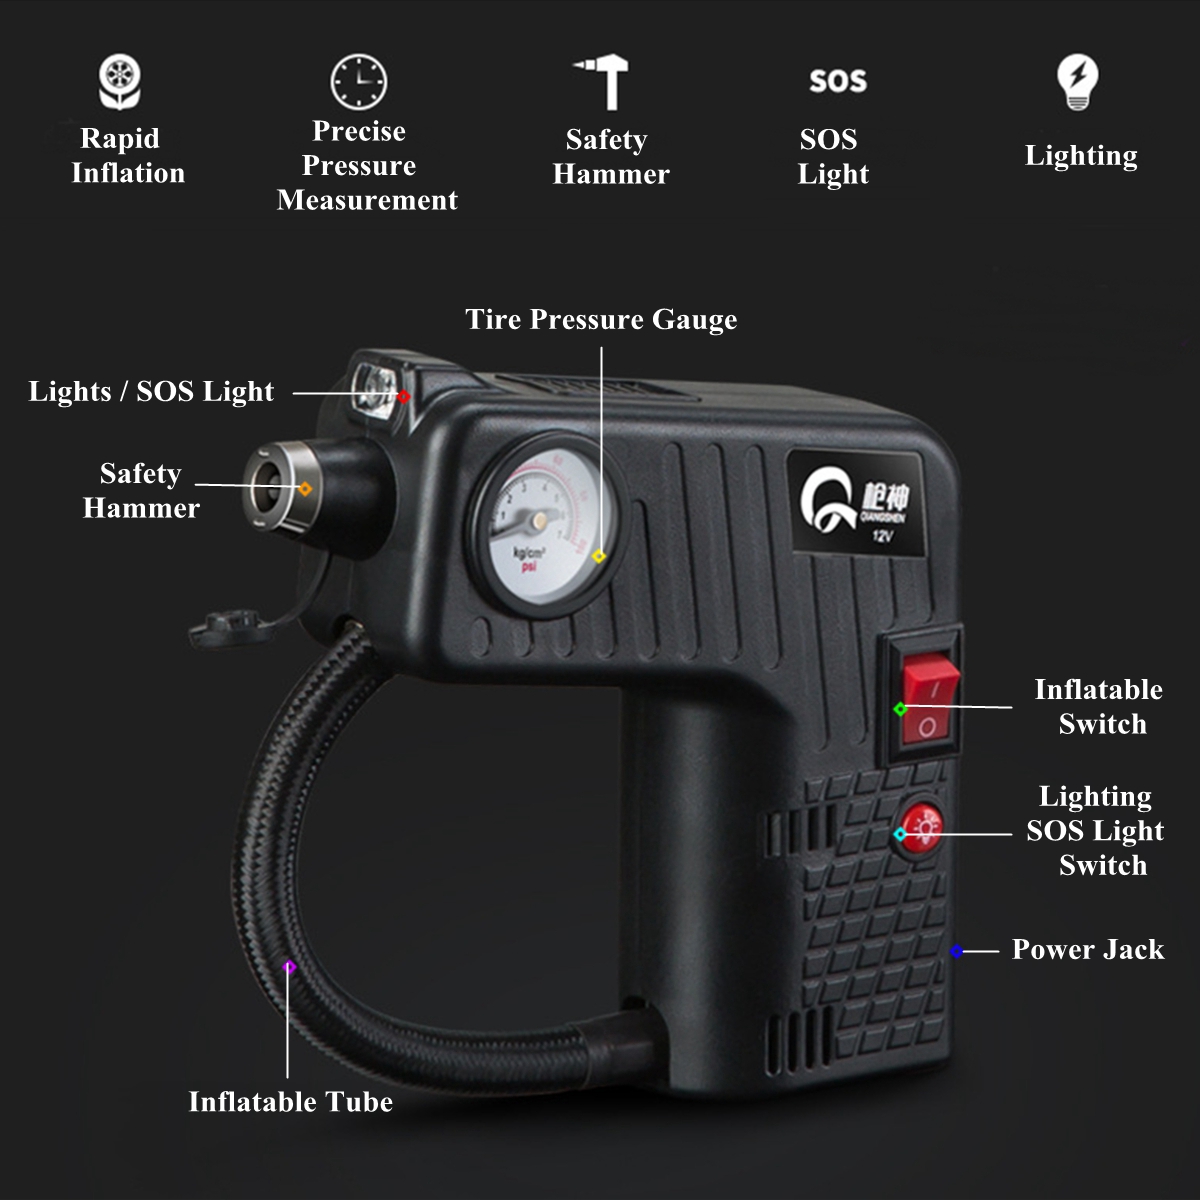 SOS
Rapid
Inflation
Precise
Pressure
Measurement
Safety
Hammer
SOS
Light
Lighting
Tire Pressure Gauge
Lights / SOS Light
Safety
Hammer
kg/cm²
psi
枪神
QIANGSHEN
12V
Inflatable
Switch
Lighting
SOS Light
Switch
Power Jack
Inflatable Tube